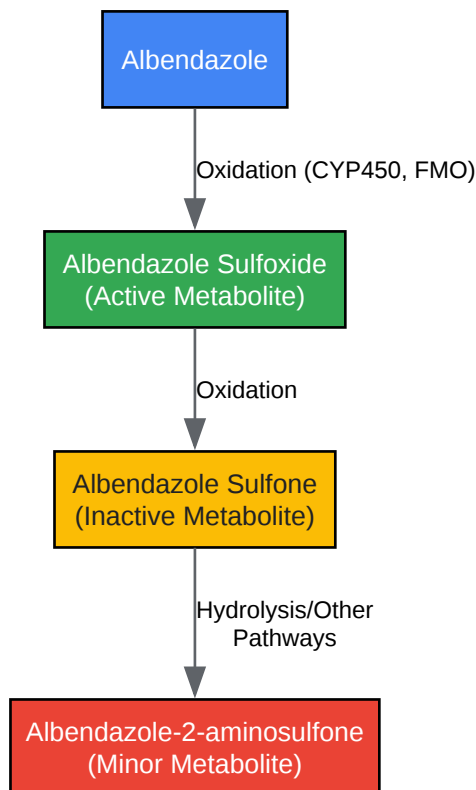 Albendazole
Oxidation (CYP450, FMO)
Albendazole Sulfoxide
(Active Metabolite)
Oxidation
Albendazole Sulfone
(Inactive Metabolite)
Hydrolysis/Other
Pathways
Albendazole-2-aminosulfone
(Minor Metabolite)